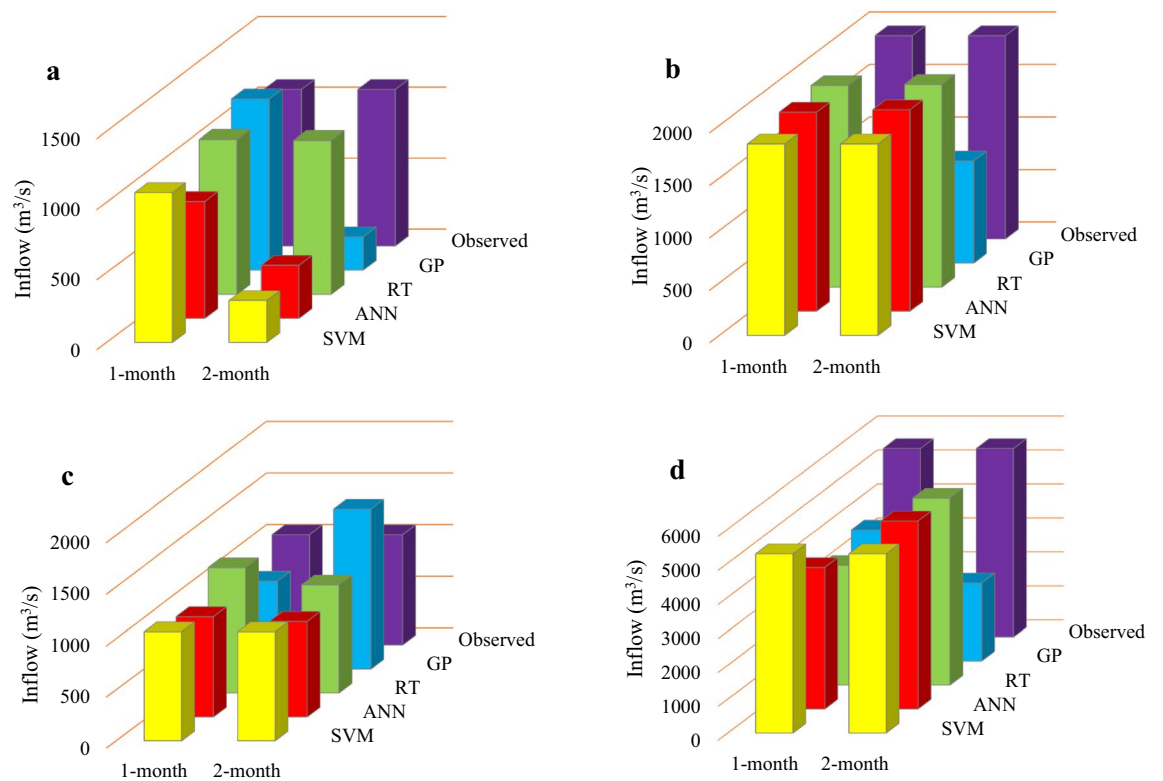 a
1500
1000
500
0
Inflow (m³/s)
Observed
GP
RT
ANN
SVM
1-month 2-month
b
2000
1500
1000
500
0
Inflow (m³/s)
Observed
GP
RT
ANN
SVM
1-month 2-month
c
2000
1500
1000
500
0
Inflow (m³/s)
Observed
GP
RT
ANN
SVM
1-month 2-month
d
6000
5000
4000
3000
2000
1000
0
Inflow (m³/s)
Observed
GP
RT
ANN
SVM
1-month 2-month